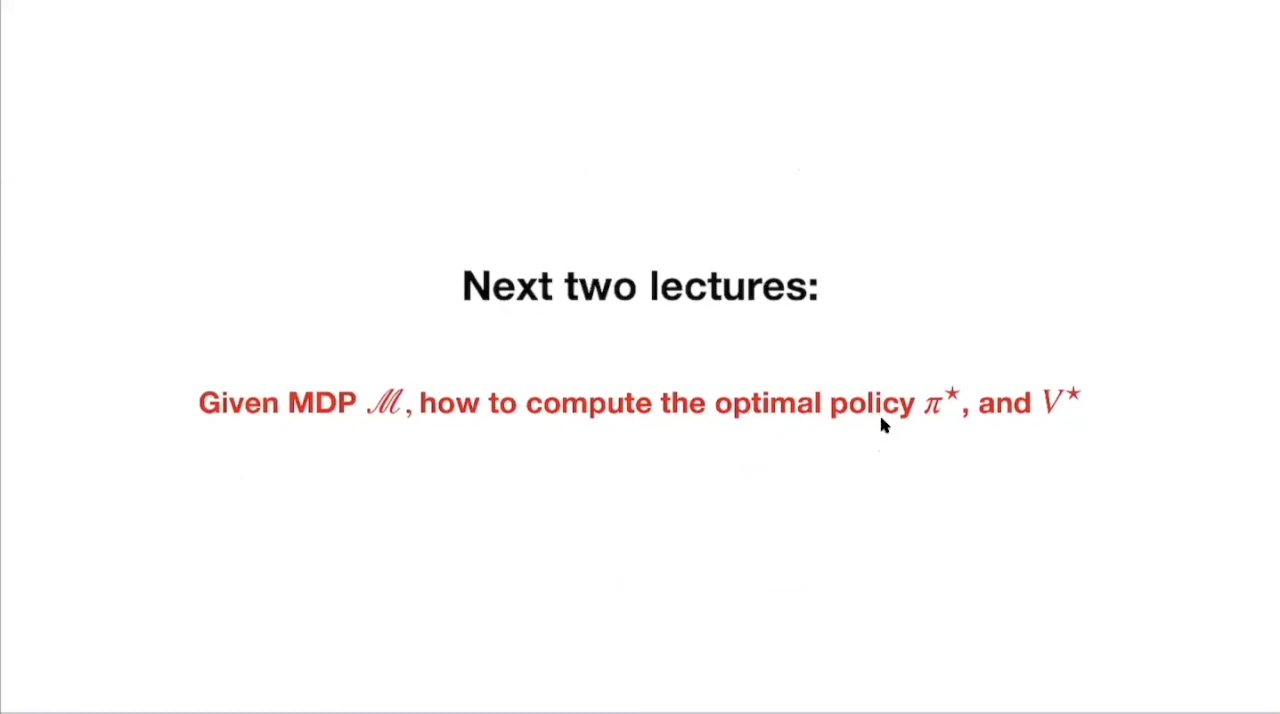 Next two lectures:
Given MDP ℳ, how to compute the optimal policy π⋆, and V⋆